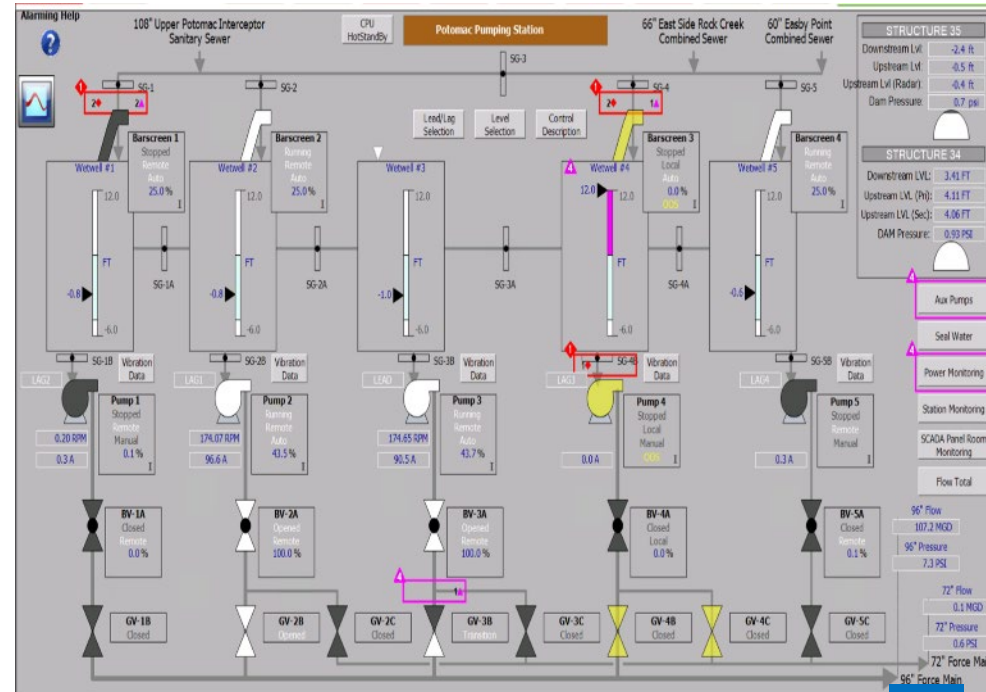 Alarming Help
108" Upper Potomac Interceptor
Sanitary Sewer
CPU
HotStandBy
Potomac Pumping Station
66" East Side Rock Creek
Combined Sewer
60" Easby Point
Combined Sewer
STRUCTURE 35
Downstream Lvl: -2.4 ft
Upstream Lvl: -0.5 ft
Upstream Lvl (Radar): -0.4 ft
Dam Pressure: 0.7 psi
SG-3
SG-1
SG-2
SG-4
SG-5
2 2
2 1
Lead/Lag
Selection
Level
Selection
Control
Description
Barscreen 1
Stopped
Remote
Auto
25.0 %
I
Barscreen 2
Running
Remote
Auto
25.0 %
I
Barscreen 3
Stopped
Local
Auto
0.0 %
OOS
I
Barscreen 4
Running
Remote
Auto
25.0 %
I
STRUCTURE 34
Downstream LVL: 3.41 FT
Upstream LVL (Pri): 4.11 FT
Upstream LVL (Sec): 4.06 FT
DAM Pressure: 0.93 PSI
Wetwell #1
12.0
FT
-0.8
-6.0
Wetwell #2
12.0
FT
-0.8
-6.0
Wetwell #3
12.0
FT
-1.0
-6.0
Wetwell #4
12.0 12.0
FT
-6.0
Wetwell #5
12.0
FT
-0.6
-6.0
SG-1A
SG-2A
SG-3A
SG-4A
Aux Pumps
Seal Water
Power Monitoring
Station Monitoring
SCADA Panel Room
Monitoring
Flow Total
SG-1B
Vibration
Data
SG-2B
Vibration
Data
SG-3B
Vibration
Data
SG-4B
Vibration
Data
SG-5B
Vibration
Data
LAG2
LAG1
LEAD
LAG3
LAG4
Pump 1
Stopped
Remote
Manual
0.1 %
I
0.20 RPM
0.3 A
Pump 2
Running
Remote
Auto
43.5 %
I
174.07 RPM
96.6 A
Pump 3
Running
Remote
Auto
43.7 %
I
174.65 RPM
90.5 A
Pump 4
Stopped
Local
Manual
OOS
I
0.0 A
Pump 5
Stopped
Remote
Manual
0.3 A
BV-1A
Closed
Remote
0.0 %
BV-2A
Opened
Remote
100.0 %
BV-3A
Opened
Remote
100.0 %
BV-4A
Closed
Local
0.0 %
BV-5A
Closed
Remote
0.1 %
96" Flow
107.2 MGD
96" Pressure
7.3 PSI
72" Flow
0.1 MGD
72" Pressure
0.6 PSI
1
GV-1B
Closed
GV-2B
Opened
GV-2C
Closed
GV-3B
Transition
GV-3C
Closed
GV-4B
Closed
GV-4C
Closed
GV-5C
Closed
72" Force Mai
96" Force Main